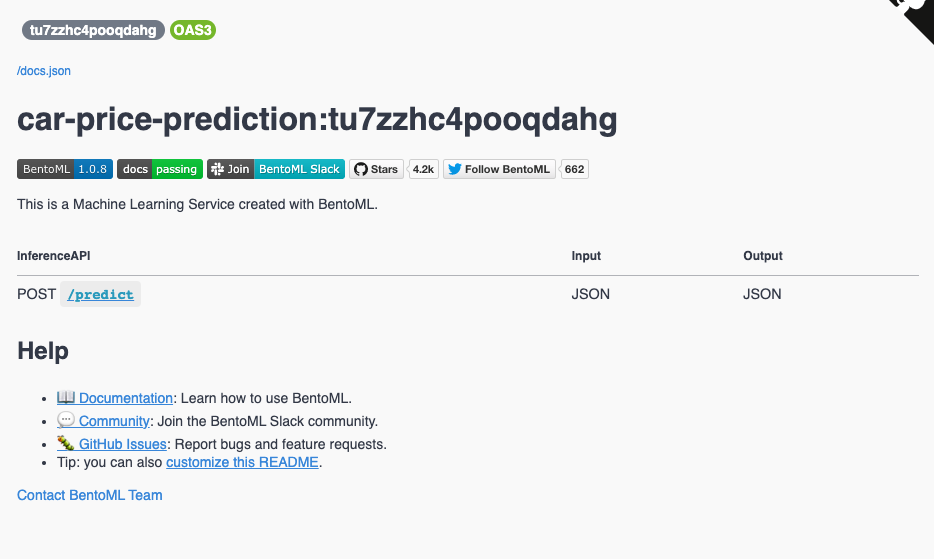 tu7zzhc4pooqdahg OAS3
/docs.json
car-price-prediction:tu7zzhc4pooqdahg
BentoML 1.0.8 docs passing Join BentoML Slack Stars 4.2k Follow BentoML 662
This is a Machine Learning Service created with BentoML.
InferenceAPI Input Output
POST /predict JSON JSON
Help
Documentation: Learn how to use BentoML.
Community: Join the BentoML Slack community.
GitHub Issues: Report bugs and feature requests.
Tip: you can also customize this README.
Contact BentoML Team